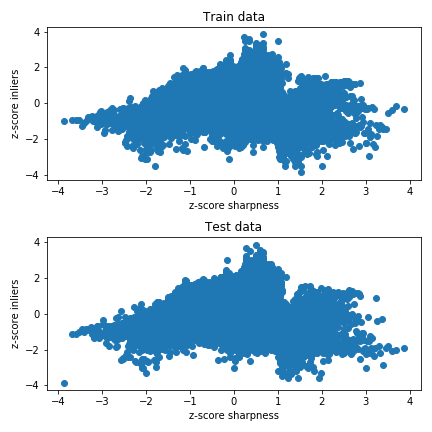 Train data
4
2
0
−2
−4
z-score inliers
−4 −3 −2 −1 0 1 2 3 4
z-score sharpness
Test data
4
2
0
−2
−4
z-score inliers
−4 −3 −2 −1 0 1 2 3 4
z-score sharpness